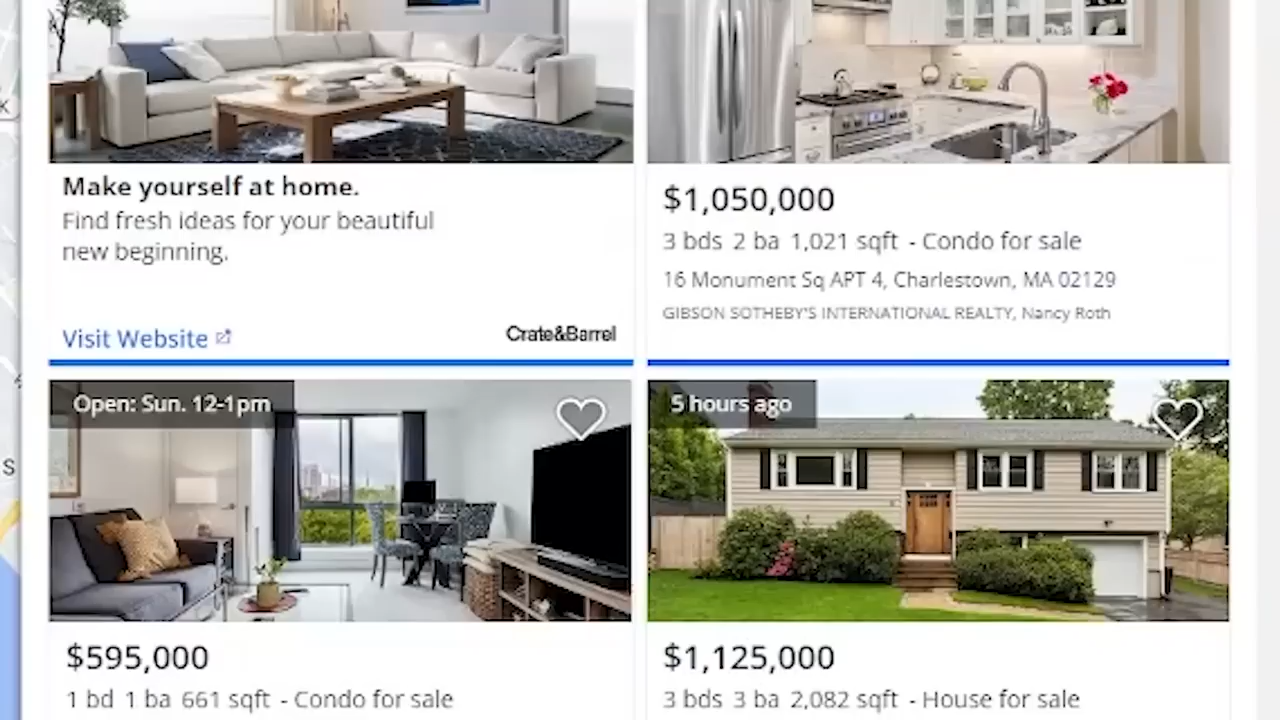 Make yourself at home.
Find fresh ideas for your beautiful
new beginning.
Visit Website
Crate&Barrel
$1,050,000
3 bds 2 ba 1,021 sqft - Condo for sale
16 Monument Sq APT 4, Charlestown, MA 02129
GIBSON SOTHEBY'S INTERNATIONAL REALTY, Nancy Roth
Open: Sun. 12-1pm
$595,000
1 bd 1 ba 661 sqft - Condo for sale
5 hours ago
$1,125,000
3 bds 3 ba 2,082 sqft - House for sale